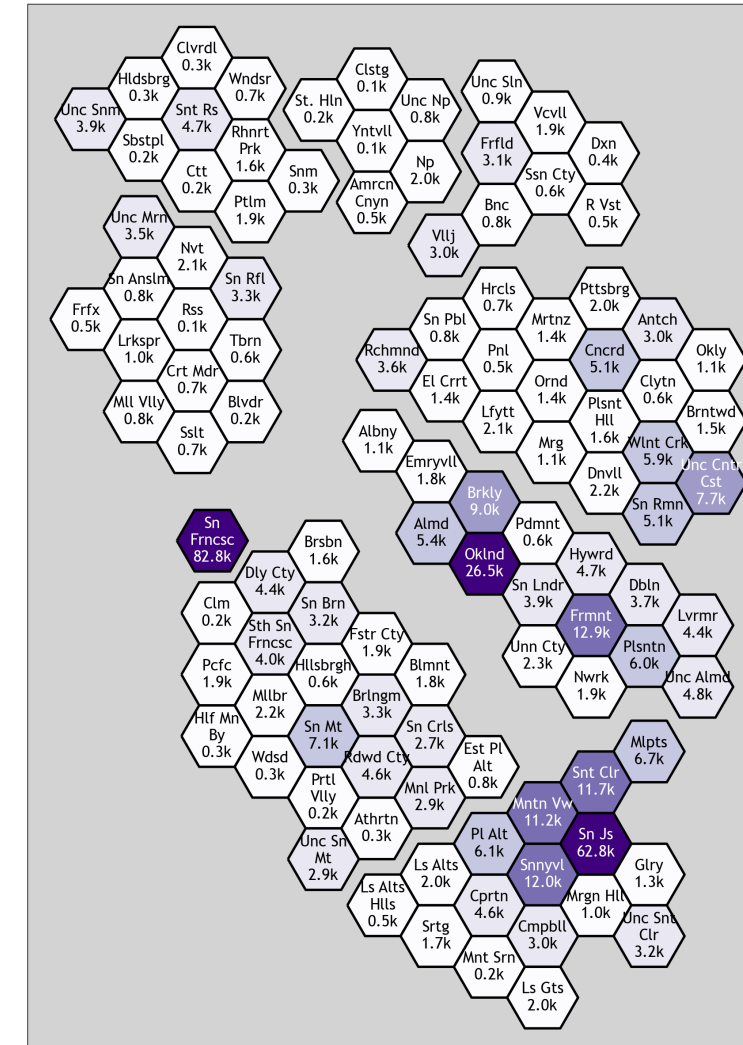 Clvrdl
0.3k
Hldsbrg
0.3k
Wndsr
0.7k
Unc Snm
3.9k
Snt Rs
4.7k
Sbstpl
0.2k
Rhnrt
Prk
1.6k
Ctt
0.2k
Snm
0.3k
Ptlm
1.9k
Clstg
0.1k
St. Hln
0.2k
Unc Np
0.8k
Yntvll
0.1k
Np
2.0k
Amrcn
Cnyn
0.5k
Unc Sln
0.9k
Vcvll
1.9k
Frfld
3.1k
Dxn
0.4k
Ssn Cty
0.6k
Bnc
0.8k
R Vst
0.5k
Vllj
3.0k
Unc Mrn
3.5k
Nvt
2.1k
Sn Anslm
0.8k
Sn Rfl
3.3k
Frfx
0.5k
Rss
0.1k
Lrkspr
1.0k
Tbrn
0.6k
Crt Mdr
0.7k
Mll Vlly
0.8k
Blvdr
0.2k
Sslt
0.7k
Hrcls
0.7k
Pttsbrg
2.0k
Sn Pbl
0.8k
Mrtnz
1.4k
Antch
3.0k
Rchmnd
3.6k
Pnl
0.5k
Cncrd
5.1k
Okly
1.1k
El Crrt
1.4k
Ornd
1.4k
Clytn
0.6k
Lfytt
2.1k
Plsnt
Hll
1.6k
Brntwd
1.5k
Mrg
1.1k
Wlnt Crk
5.9k
Dnvll
2.2k
Unc Cntr
Cst
7.7k
Sn Rmn
5.1k
Albny
1.1k
Emryvll
1.8k
Brkly
9.0k
Almd
5.4k
Pdmnt
0.6k
Oklnd
26.5k
Hywrd
4.7k
Sn Lndr
3.9k
Dbln
3.7k
Frmnt
12.9k
Lvrmr
4.4k
Unn Cty
2.3k
Plsntn
6.0k
Nwrk
1.9k
Unc Almd
4.8k
Sn
Frncsc
82.8k
Brsbn
1.6k
Dly Cty
4.4k
Clm
0.2k
Sn Brn
3.2k
Sth Sn
Frncsc
4.0k
Fstr Cty
1.9k
Pcfc
1.9k
Hllsbrgh
0.6k
Blmnt
1.8k
Mllbr
2.2k
Brlngm
3.3k
Hlf Mn
By
0.3k
Sn Mt
7.1k
Sn Crls
2.7k
Wdsd
0.3k
Rdwd Cty
4.6k
Est Pl
Alt
0.8k
Prtl
Vlly
0.2k
Mnl Prk
2.9k
Athrtn
0.3k
Unc Sn
Mt
2.9k
Mlpts
6.7k
Snt Clr
11.7k
Mntn Vw
11.2k
Pl Alt
6.1k
Sn Js
62.8k
Ls Alts
2.0k
Snnyvl
12.0k
Glry
1.3k
Ls Alts
Hlls
0.5k
Cprtn
4.6k
Mrgn Hll
1.0k
Srtg
1.7k
Cmpbll
3.0k
Unc Snt
Clr
3.2k
Mnt Srn
0.2k
Ls Gts
2.0k